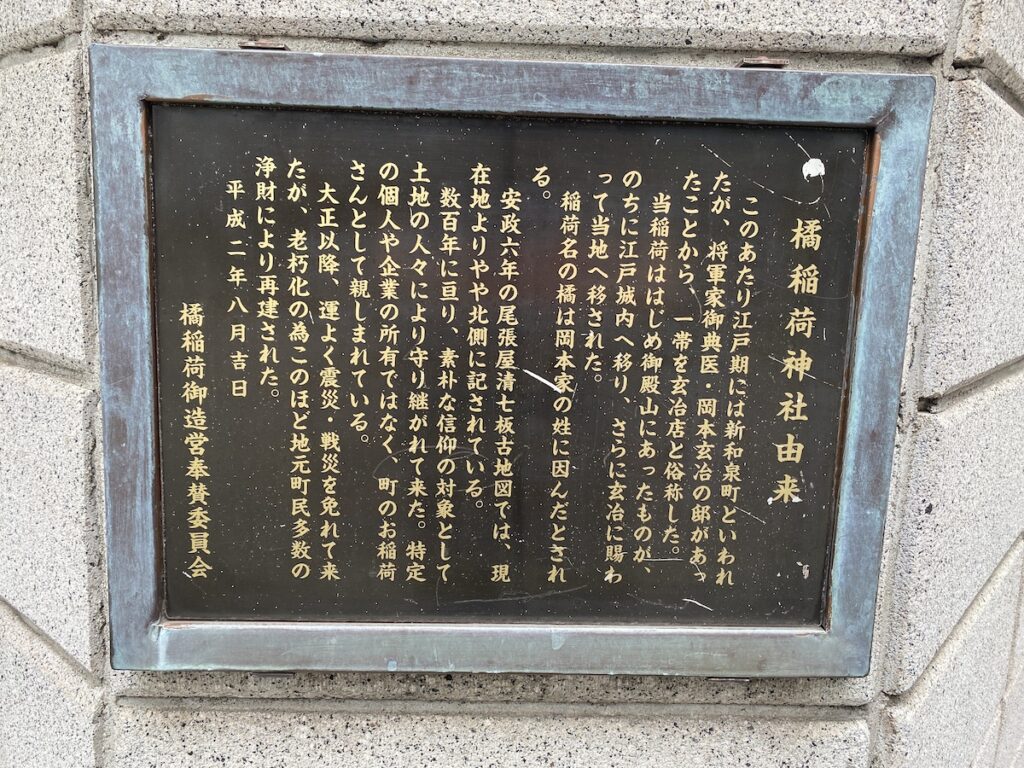 橘稲荷神社由来
このあたり江戸期には新和泉町といわれ
たが、将軍家御典医・岡本玄冶の邸があっ
たことから、一帯を玄冶店と俗称した。
当稲荷ははじめ御殿山にあったものが、
のちに江戸城内へ移り、さらに玄冶に賜わ
って当地へ移された。
稲荷名の橘は岡本家の姓に因んだとされ
る。
安政六年の尾張屋清七板古地図では、現
在地よりやや北側に記されている。
数百年に亘り、素朴な信仰の対象として
土地の人々により守り継がれて来た。特定
の個人や企業の所有ではなく、町のお稲荷
さんとして親しまれている。
大正以降、運よく震災・戦災を免れて来
たが、老朽化の為このほど地元町民多数の
浄財により再建された。
平成二年八月吉日
橘稲荷御造営奉賛委員会